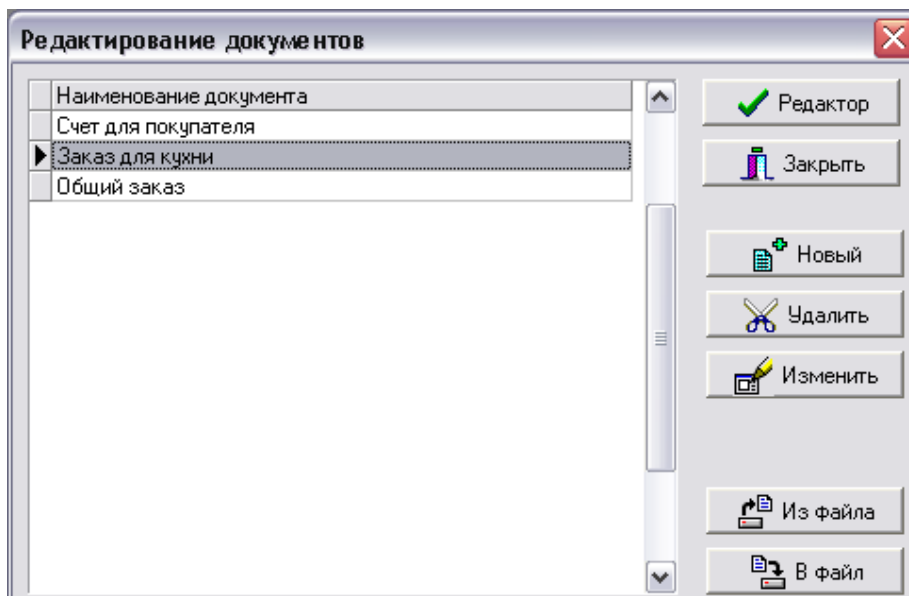 Редактирование документов
Наименование документа
Счет для покупателя
Заказ для кухни
Общий заказ
Редактор
Закрыть
Новый
Удалить
Изменить
Из файла
В файл